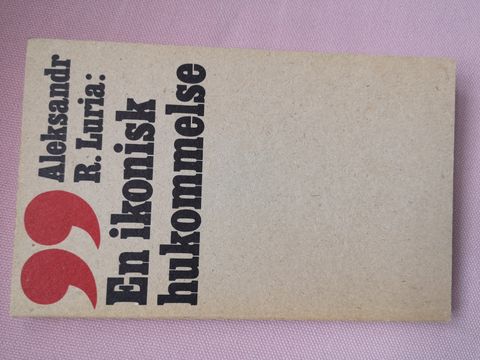 Aleksandr
R. Luria:
En ikonisk
hukommelse